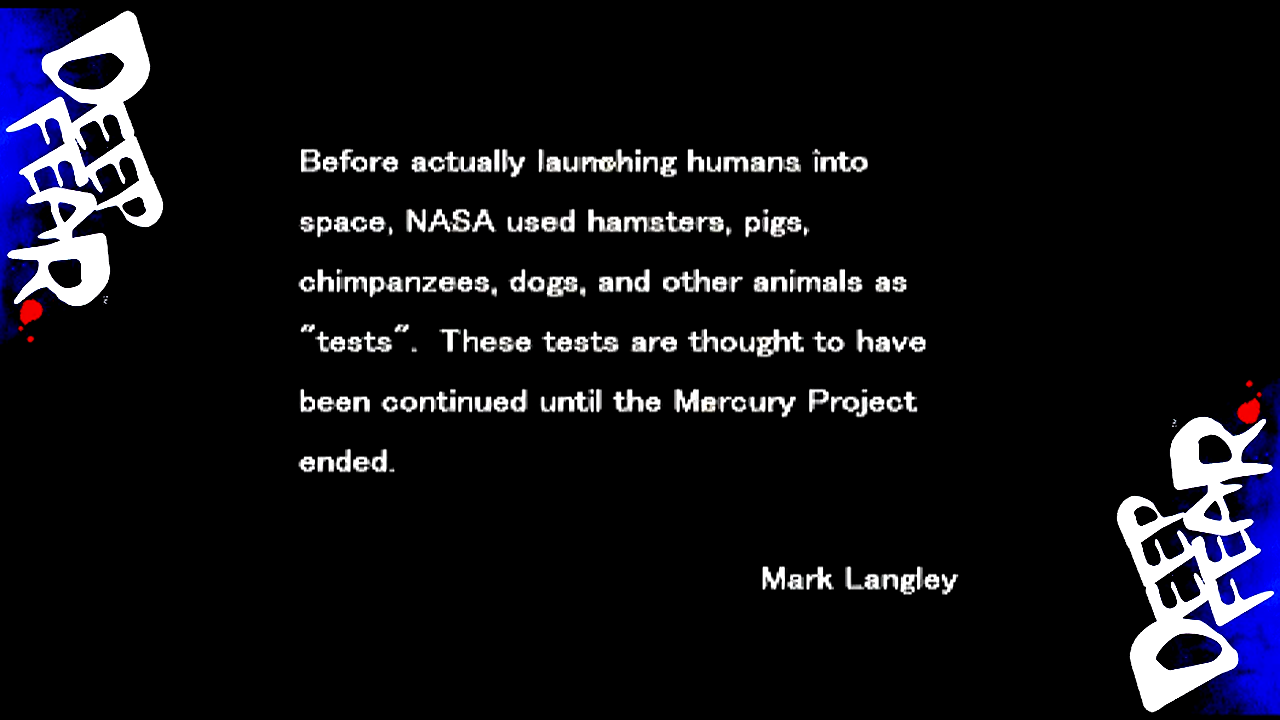 DEEP
FEAR
Before actually launching humans into
space, NASA used hamsters, pigs,
chimpanzees, dogs, and other animals as
"tests".  These tests are thought to have
been continued until the Mercury Project
ended.
Mark Langley
DEEP
FEAR